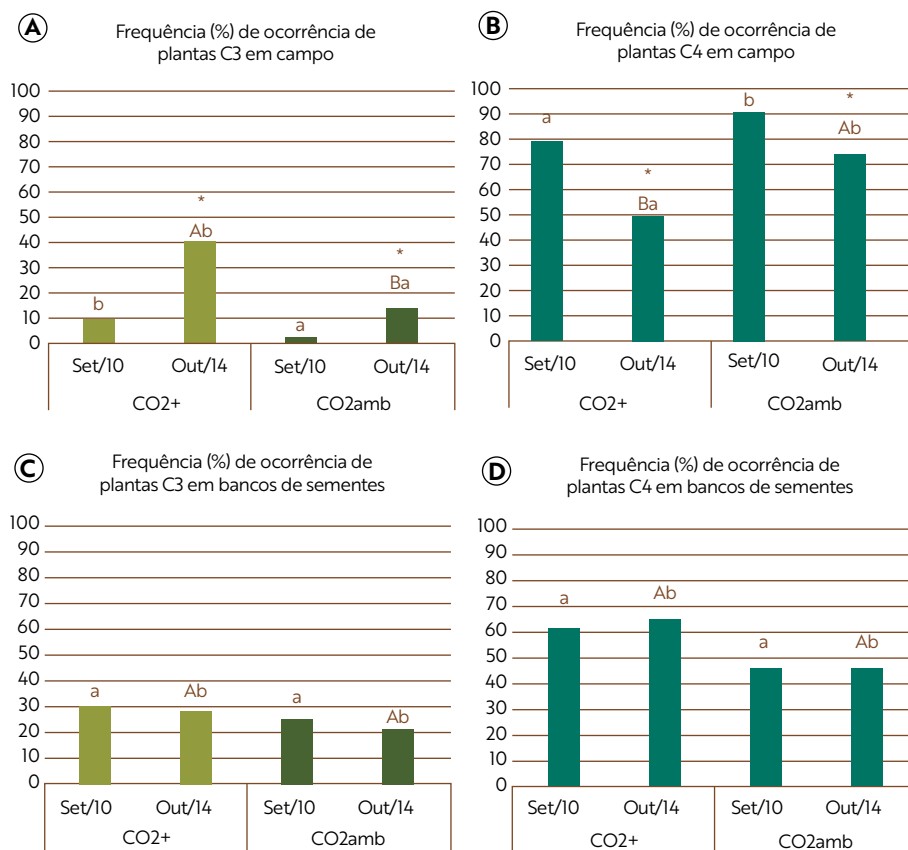 A
Frequência (%) de ocorrência de
plantas C3 em campo
100
90
80
70
60
50
40
30
20
10
0
b
*
Ab
a
*
Ba
Set/10 Out/14 Set/10 Out/14
CO2+ CO2amb
B
Frequência (%) de ocorrência de
plantas C4 em campo
100
90
80
70
60
50
40
30
20
10
0
a
*
Ba
b
*
Ab
Set/10 Out/14 Set/10 Out/14
CO2+ CO2amb
C
Frequência (%) de ocorrência de
plantas C3 em bancos de sementes
100
90
80
70
60
50
40
30
20
10
0
a Ab a Ab
Set/10 Out/14 Set/10 Out/14
CO2+ CO2amb
D
Frequência (%) de ocorrência de
plantas C4 em bancos de sementes
100
90
80
70
60
50
40
30
20
10
0
a Ab a Ab
Set/10 Out/14 Set/10 Out/14
CO2+ CO2amb